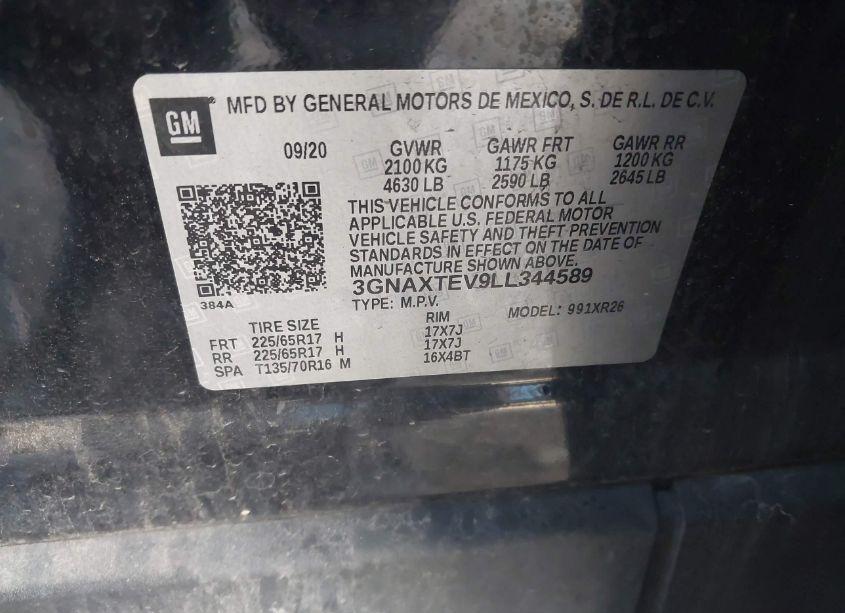 GM
MFD BY GENERAL MOTORS DE MEXICO, S. DE R.L. DE C.V.
09/20 GVWR GAWR FRT GAWR RR
2100 KG 1175 KG 1200 KG
4630 LB 2590 LB 2645 LB
THIS VEHICLE CONFORMS TO ALL
APPLICABLE U.S. FEDERAL MOTOR
VEHICLE SAFETY AND THEFT PREVENTION
STANDARDS IN EFFECT ON THE DATE OF
MANUFACTURE SHOWN ABOVE.
384A
3GNAXTEV9LL344589
TYPE: M.P.V. MODEL: 991XR26
TIRE SIZE RIM
FRT 225/65R17 H 17X7J
RR 225/65R17 H 17X7J
SPA T135/70R16 M 16X4BT